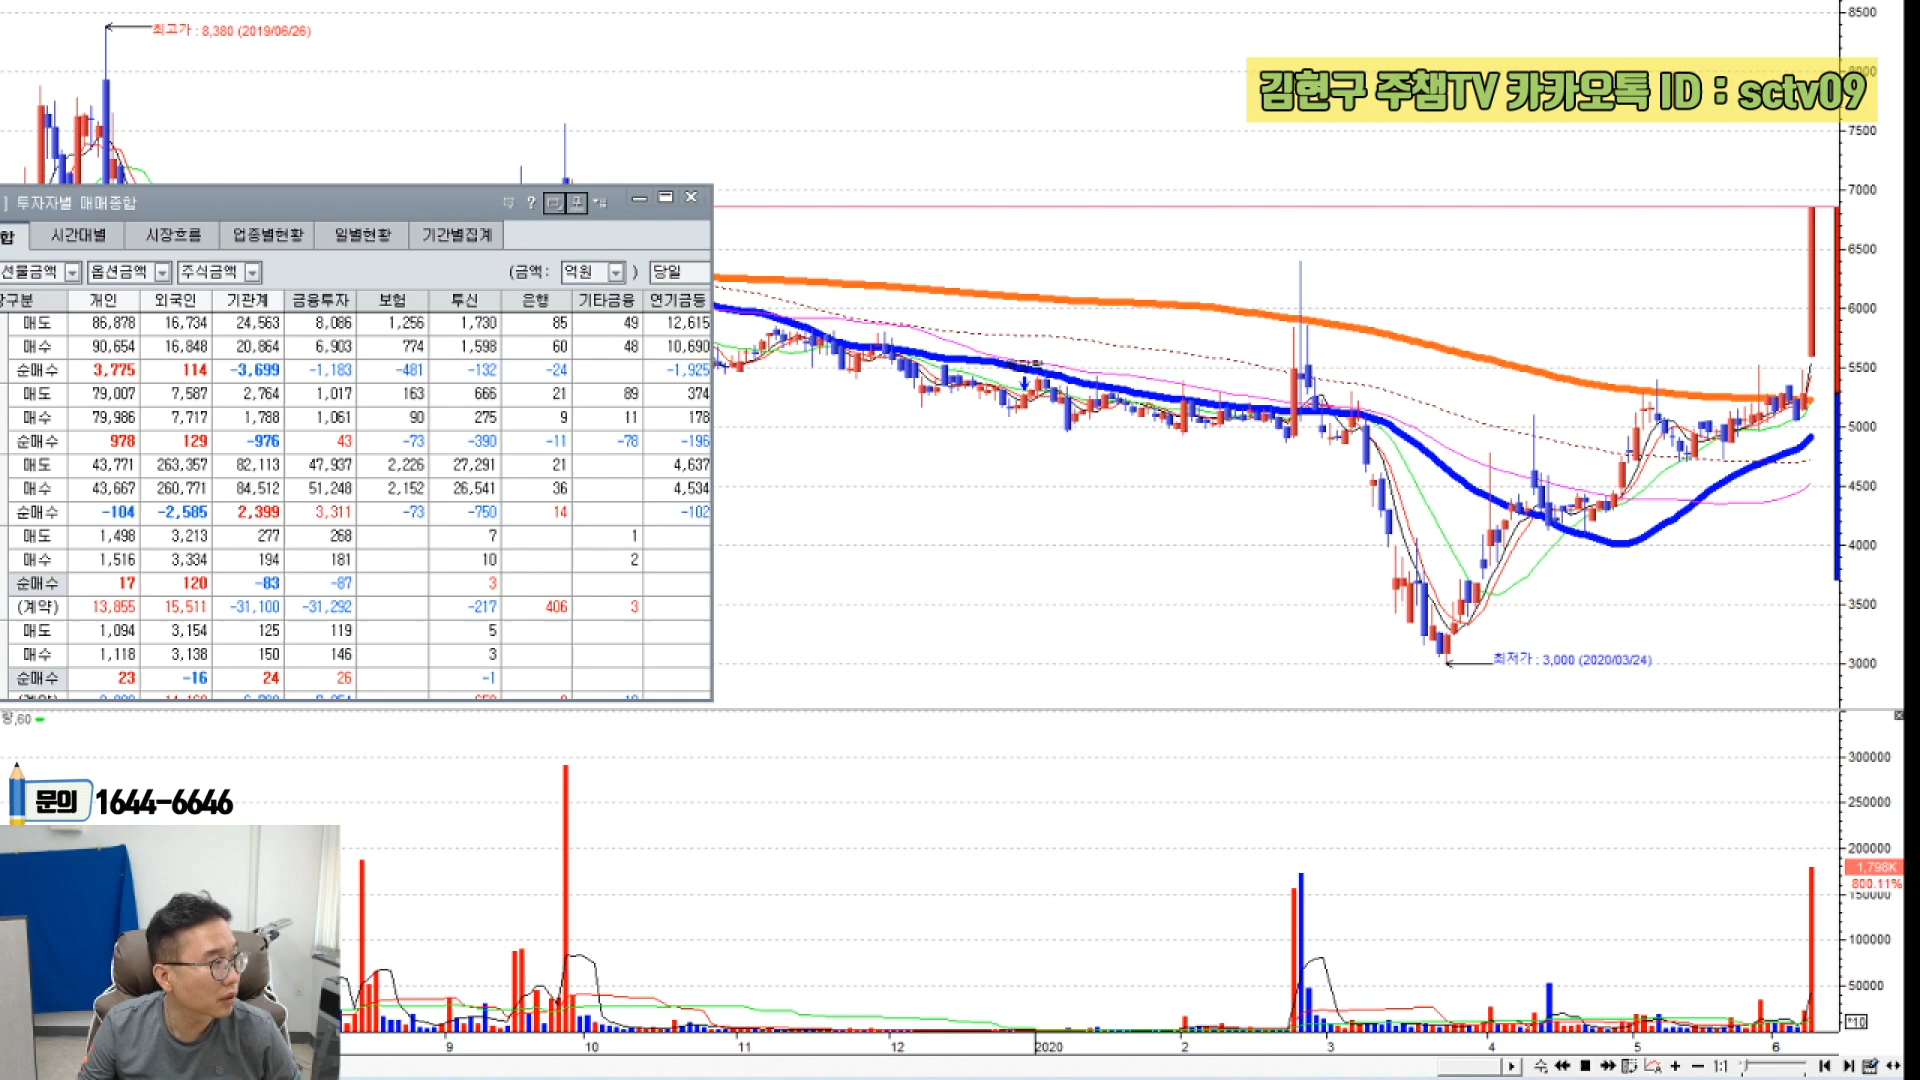 최고가 : 8,380 (2019/06/26)
김현구 주챔TV 카카오톡 ID : sctv09
8500
8000
7500
7000
6500
6000
5500
5000
4500
4000
3500
3000
] 투자자별 매매종합
합 시간대별 시장흐름 업종별현황 일별현황 기간별집계
선물금액 옵션금액 주식금액 (금액: 억원 ) 당일
구분 개인 외국인 기관계 금융투자 보험 투신 은행 기타금융 연기금등
매도 86,878 16,734 24,563 8,086 1,256 1,730 85 49 12,615
매수 90,654 16,848 20,864 6,903 774 1,598 60 48 10,690
순매수 3,775 114 -3,699 -1,183 -481 -132 -24 -1,925
매도 79,007 7,587 2,764 1,017 163 666 21 89 374
매수 79,986 7,717 1,788 1,061 90 275 9 11 178
순매수 978 129 -976 43 -73 -390 -11 -78 -196
매도 43,771 263,357 82,113 47,937 2,226 27,291 21 4,637
매수 43,667 260,771 84,512 51,248 2,152 26,541 36 4,534
순매수 -104 -2,585 2,399 3,311 -73 -750 14 -102
매도 1,498 3,213 277 268 7 1
매수 1,516 3,334 194 181 10 2
순매수 17 120 -83 -87 3
(계약) 13,855 15,511 -31,100 -31,292 -217 406 3
매도 1,094 3,154 125 119 5
매수 1,118 3,138 150 146 3
순매수 23 -16 24 26 -1
최저가 : 3,000 (2020/03/24)
량,60
300000
250000
200000
1,798K
800.11%
150000
100000
50000
*10
문의 1644-6646
9 10 11 12 2020 2 3 4 5 6
1:1